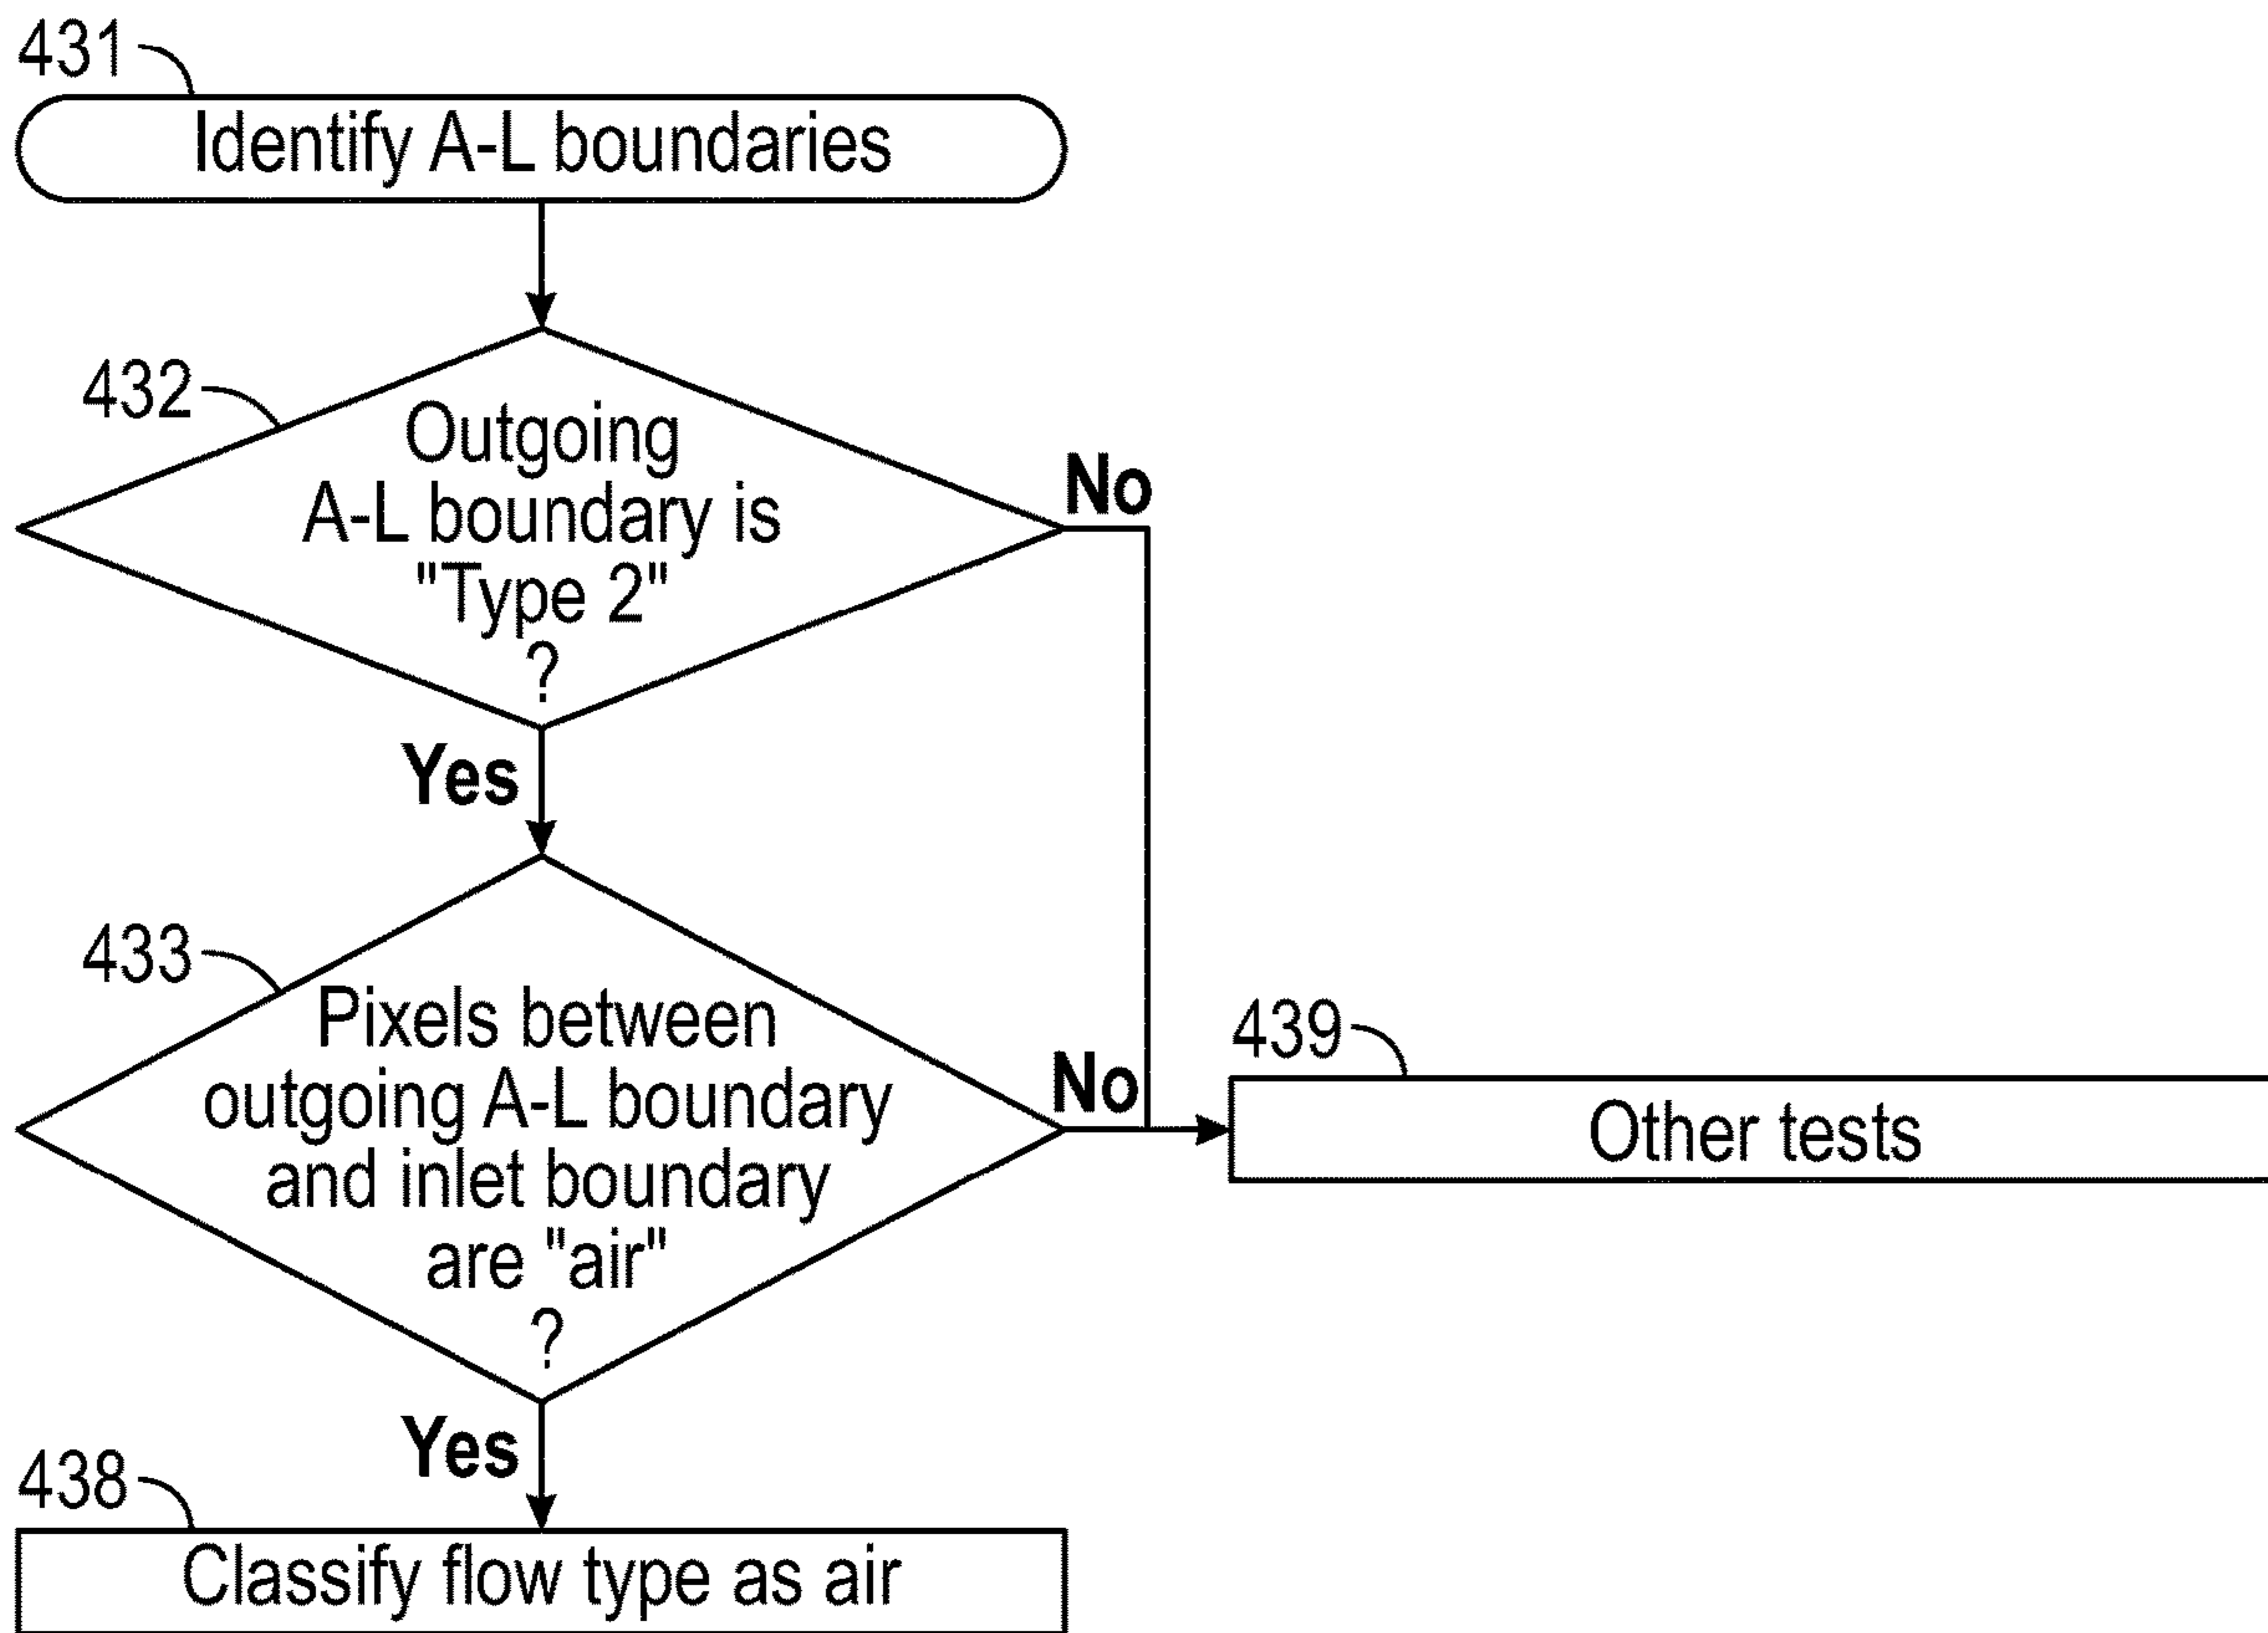 431
Identify A-L boundaries
432
Outgoing
A-L boundary is
"Type 2"
?
No
Yes
433
Pixels between
outgoing A-L boundary
and inlet boundary
are "air"
?
No
439
Other tests
Yes
438
Classify flow type as air